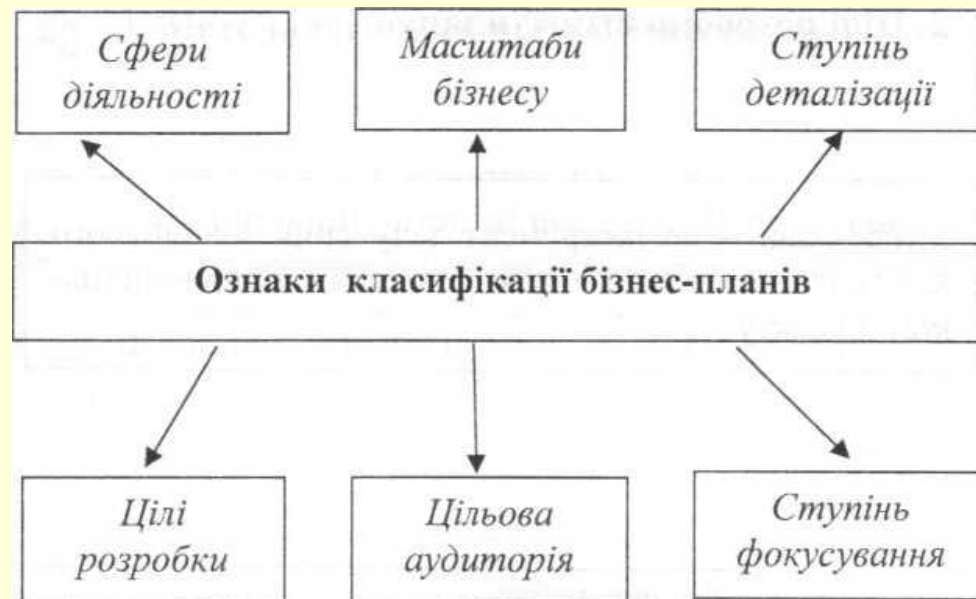 Сфери
діяльності
Масштаби
бізнесу
Ступінь
деталізації
Ознаки класифікації бізнес-планів
Цілі
розробки
Цільова
аудиторія
Ступінь
фокусування